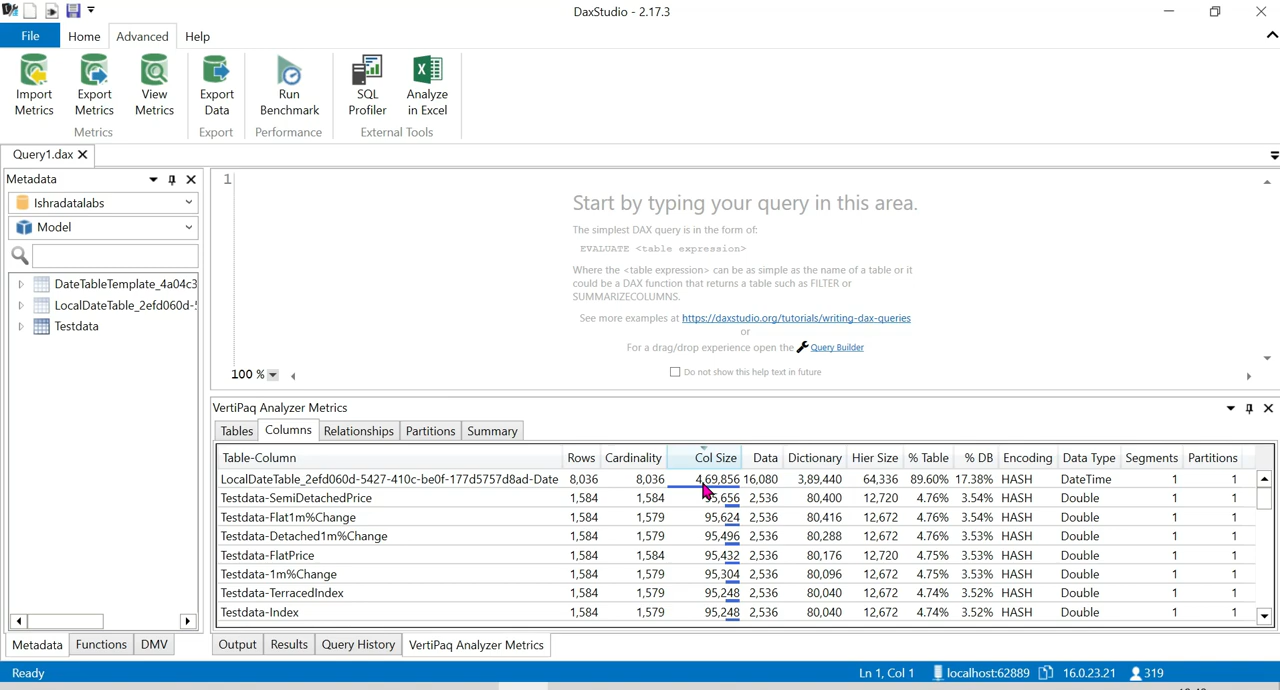 DaxStudio - 2.17.3
File Home Advanced Help
Import Metrics Export Metrics View Metrics Export Data Run Benchmark SQL Profiler Analyze in Excel
Metrics Export Performance External Tools
Query1.dax
Metadata
Ishradatalabs
Model
DateTableTemplate_4a04c3
LocalDateTable_2efd060d-5
Testdata
1
Start by typing your query in this area.
The simplest DAX query is in the form of:
EVALUATE <table expression>
Where the <table expression> can be as simple as the name of a table or it
could be a DAX function that returns a table such as FILTER or
SUMMARIZECOLUMNS.
See more examples at https://daxstudio.org/tutorials/writing-dax-queries
or
For a drag/drop experience open the Query Builder
Do not show this help text in future
100 %
VertiPaq Analyzer Metrics
Tables Columns Relationships Partitions Summary
Table-Column Rows Cardinality Col Size Data Dictionary Hier Size % Table % DB Encoding Data Type Segments Partitions
LocalDateTable_2efd060d-5427-410c-be0f-177d5757d8ad-Date 8,036 8,036 4,69,856 16,080 3,89,440 64,336 89.60% 17.38% HASH DateTime 1 1
Testdata-SemiDetachedPrice 1,584 1,584 95,656 2,536 80,400 12,720 4.76% 3.54% HASH Double 1 1
Testdata-Flat1m%Change 1,584 1,579 95,624 2,536 80,416 12,672 4.76% 3.54% HASH Double 1 1
Testdata-Detached1m%Change 1,584 1,579 95,496 2,536 80,288 12,672 4.76% 3.53% HASH Double 1 1
Testdata-FlatPrice 1,584 1,584 95,432 2,536 80,176 12,720 4.75% 3.53% HASH Double 1 1
Testdata-1m%Change 1,584 1,579 95,304 2,536 80,096 12,672 4.75% 3.53% HASH Double 1 1
Testdata-TerracedIndex 1,584 1,579 95,248 2,536 80,040 12,672 4.74% 3.52% HASH Double 1 1
Testdata-Index 1,584 1,579 95,248 2,536 80,040 12,672 4.74% 3.52% HASH Double 1 1
Metadata Functions DMV
Output Results Query History VertiPaq Analyzer Metrics
Ready Ln 1, Col 1 localhost:62889 16.0.23.21 319